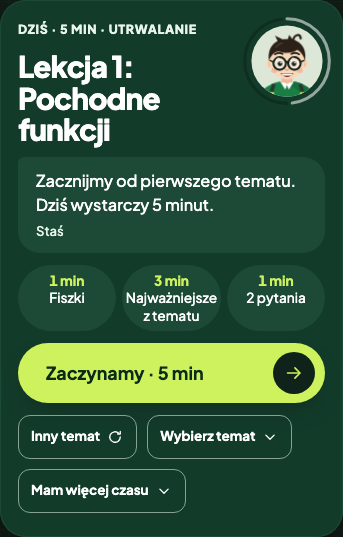 DZIŚ · 5 MIN · UTRWALANIE
Lekcja 1:
Pochodne
funkcji
Zacznijmy od pierwszego tematu.
Dziś wystarczy 5 minut.
Staś
1 min
Fiszki
3 min
Najważniejsze
z tematu
1 min
2 pytania
Zaczynamy · 5 min
Inny temat
Wybierz temat
Mam więcej czasu